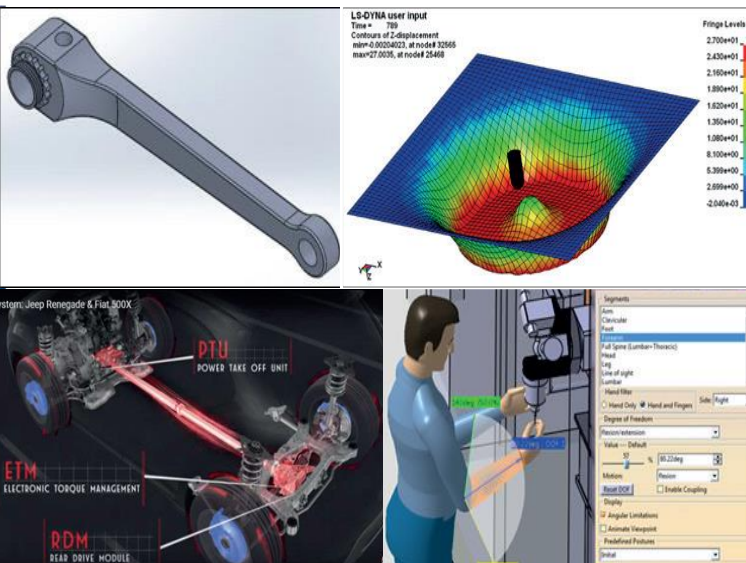 LS-DYNA user input
Time = 789
Contours of Z-displacement
min=-0.00204023, at node# 32565
max=27.0035, at node# 25468
Fringe Levels
2.700e+01
2.430e+01
2.160e+01
1.890e+01
1.620e+01
1.350e+01
1.080e+01
8.100e+00
5.399e+00
2.699e+00
-2.040e-03
Y X
Z
ystem: Jeep Renegade & Fiat 500X
PTU
POWER TAKE OFF UNIT
ETM
ELECTRONIC TORQUE MANAGEMENT
RDM
REAR DRIVE MODULE
Segments
Arm
Clavicular
Foot
Forearm
Full Spine (Lumbar+Thoracic)
Head
Leg
Line of sight
Lumbar
Hand filter
Hand Only Hand and Fingers Side: Right
Degree of Freedom
flexion/extension
Value --- Default
57 % 80.22deg
Motion: flexion
Reset DOF Enable Coupling
Display
Angular Limitations
Animate Viewpoint
Predefined Postures
Initial